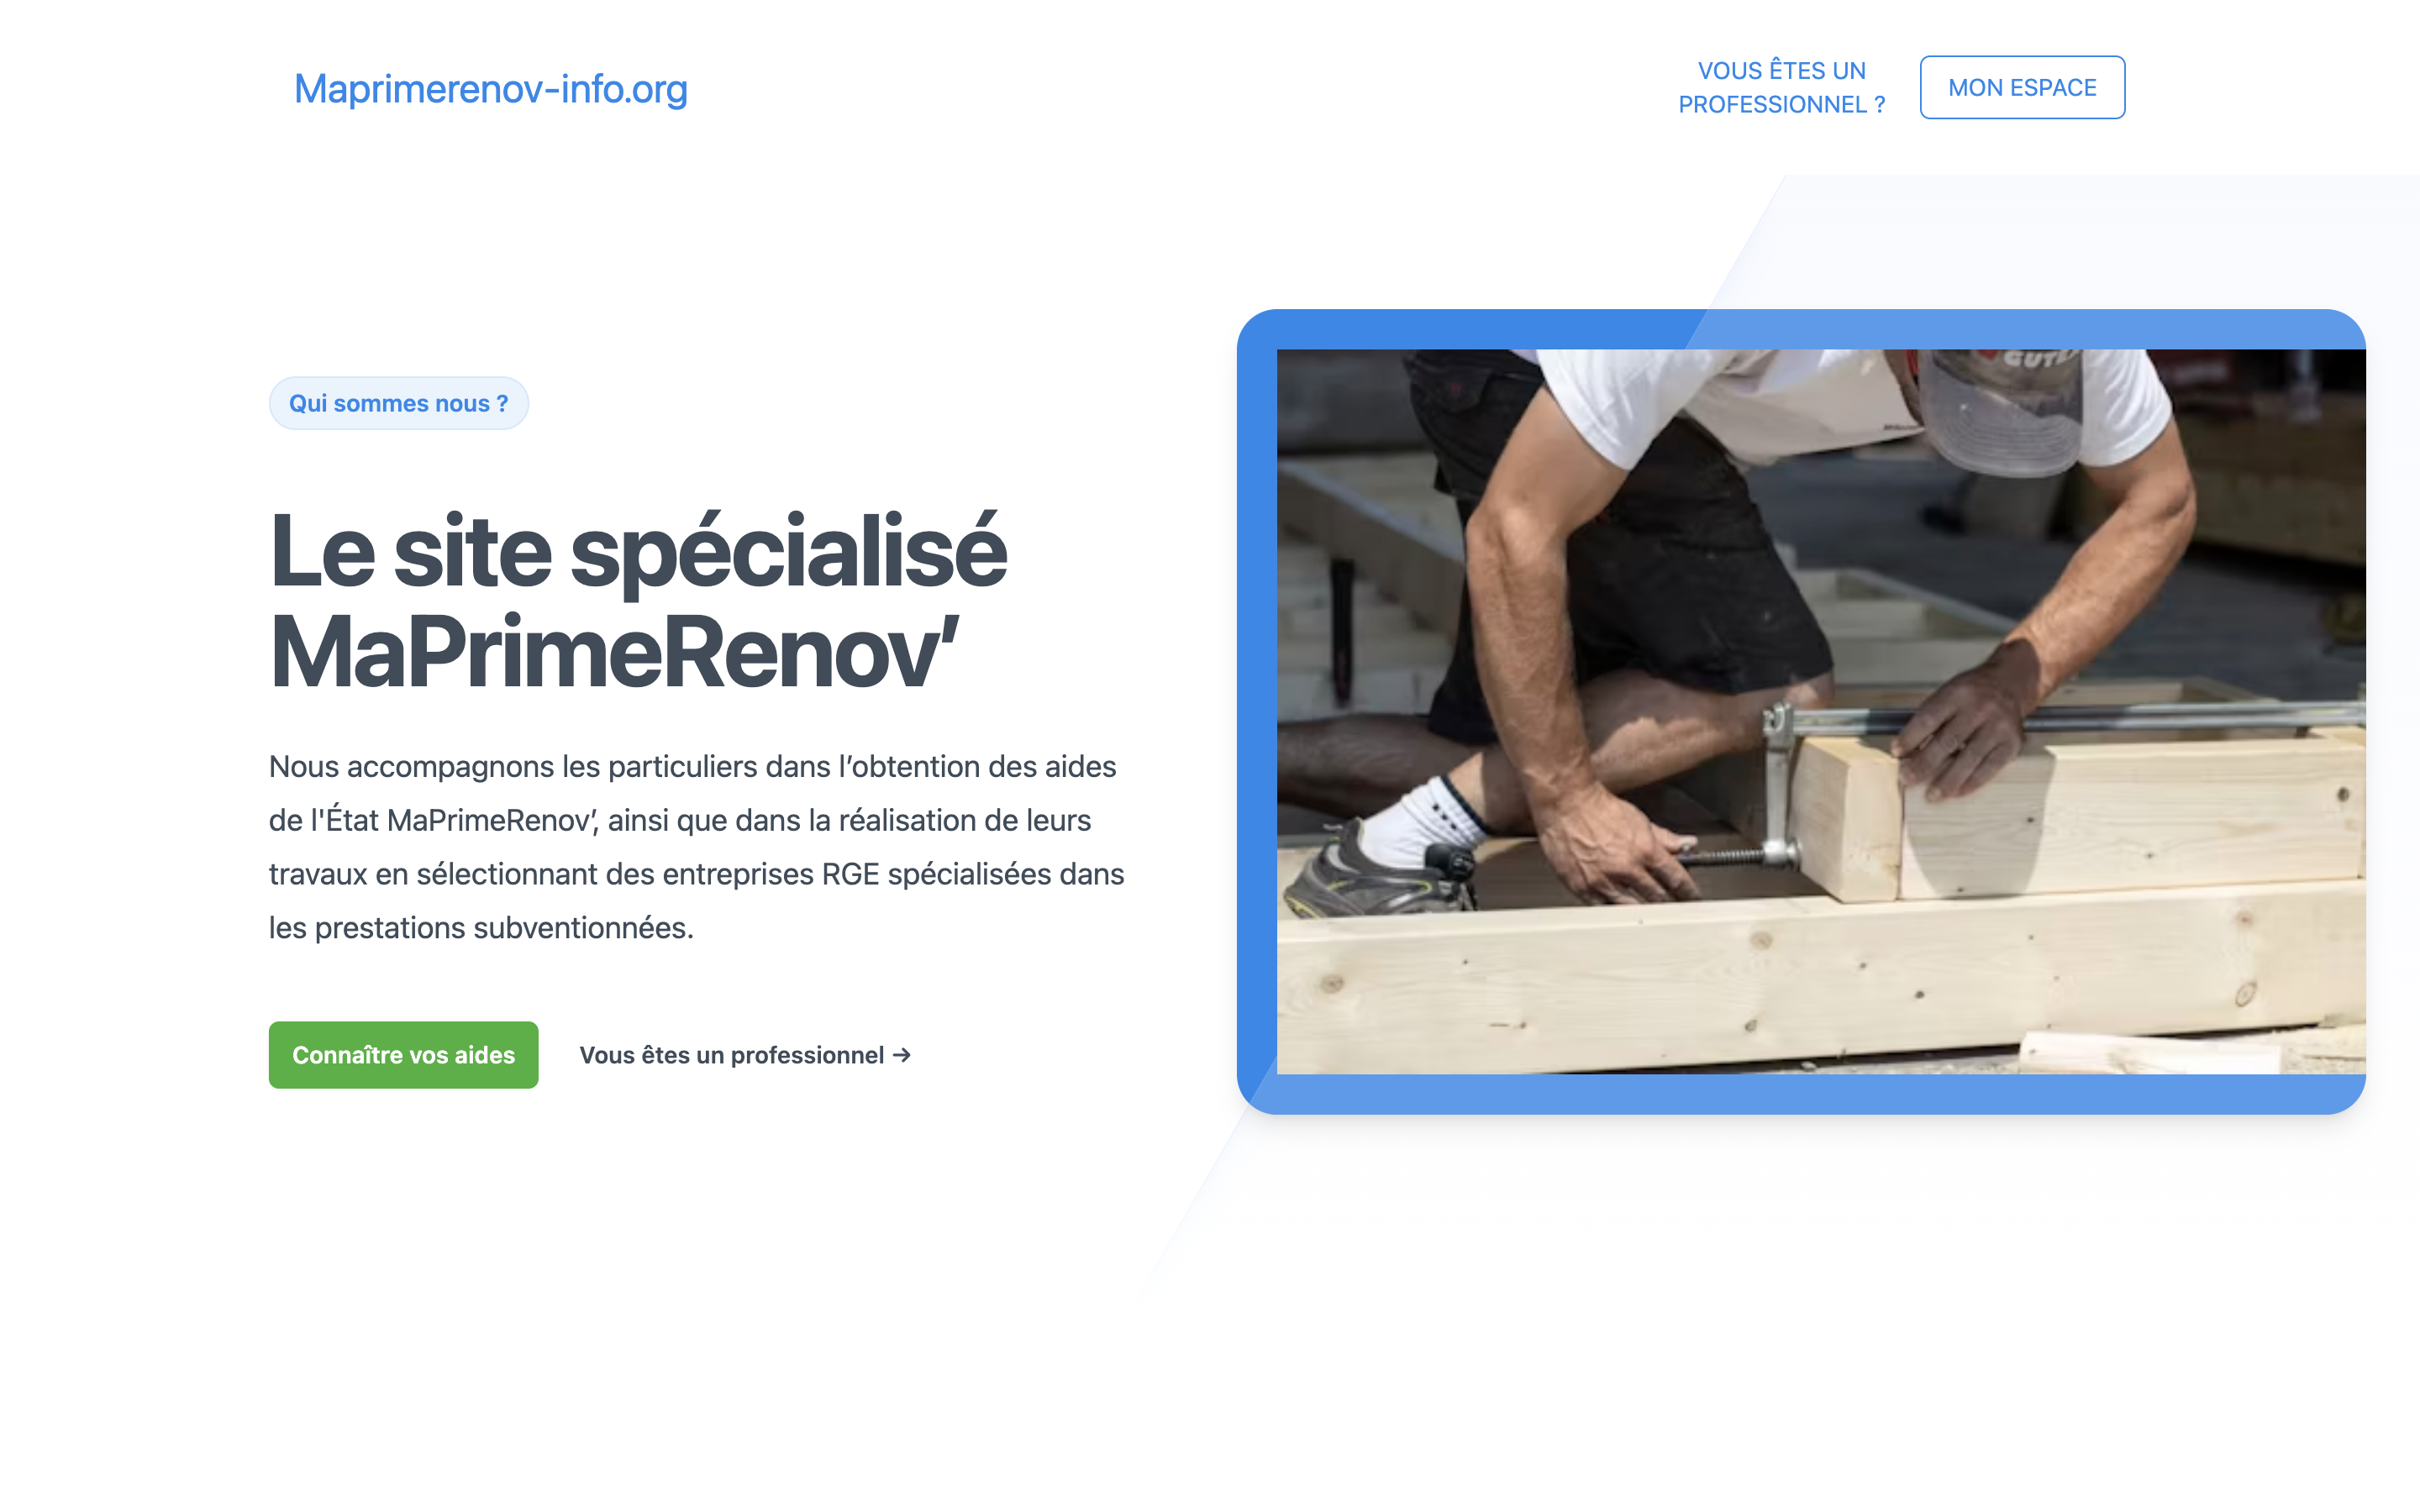 Maprimerenov-info.org
VOUS ÊTES UN
PROFESSIONNEL ?
MON ESPACE
Qui sommes nous ?
Le site spécialisé
MaPrimeRenov’
Nous accompagnons les particuliers dans l’obtention des aides
de l'État MaPrimeRenov’, ainsi que dans la réalisation de leurs
travaux en sélectionnant des entreprises RGE spécialisées dans
les prestations subventionnées.
Connaître vos aides
Vous êtes un professionnel →